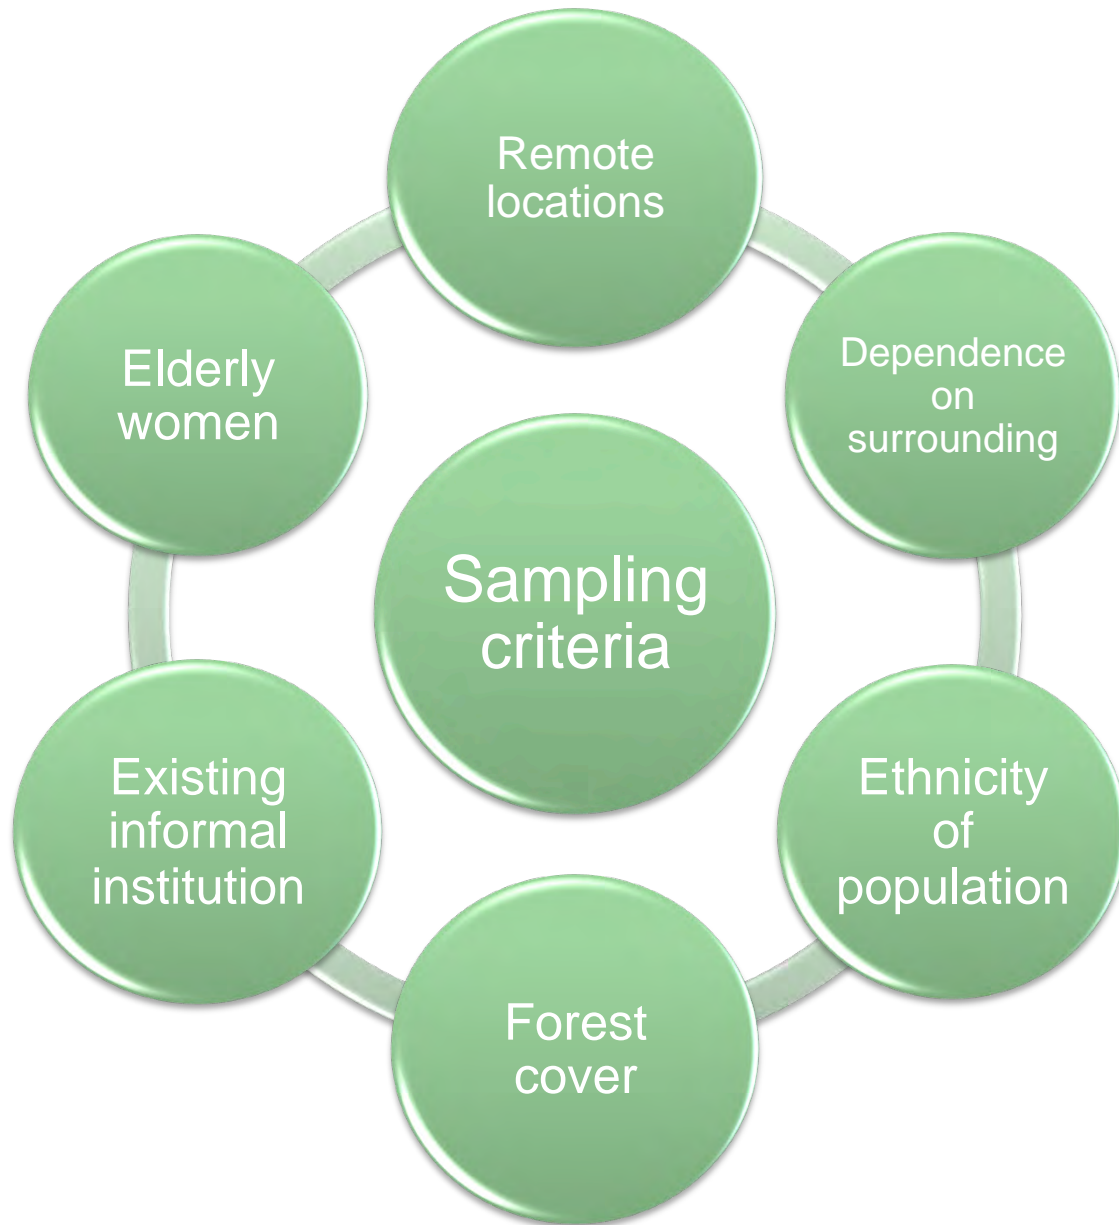 Remote
locations
Dependence
on
surrounding
Ethnicity
of
population
Forest
cover
Existing
informal
institution
Elderly
women
Sampling
criteria